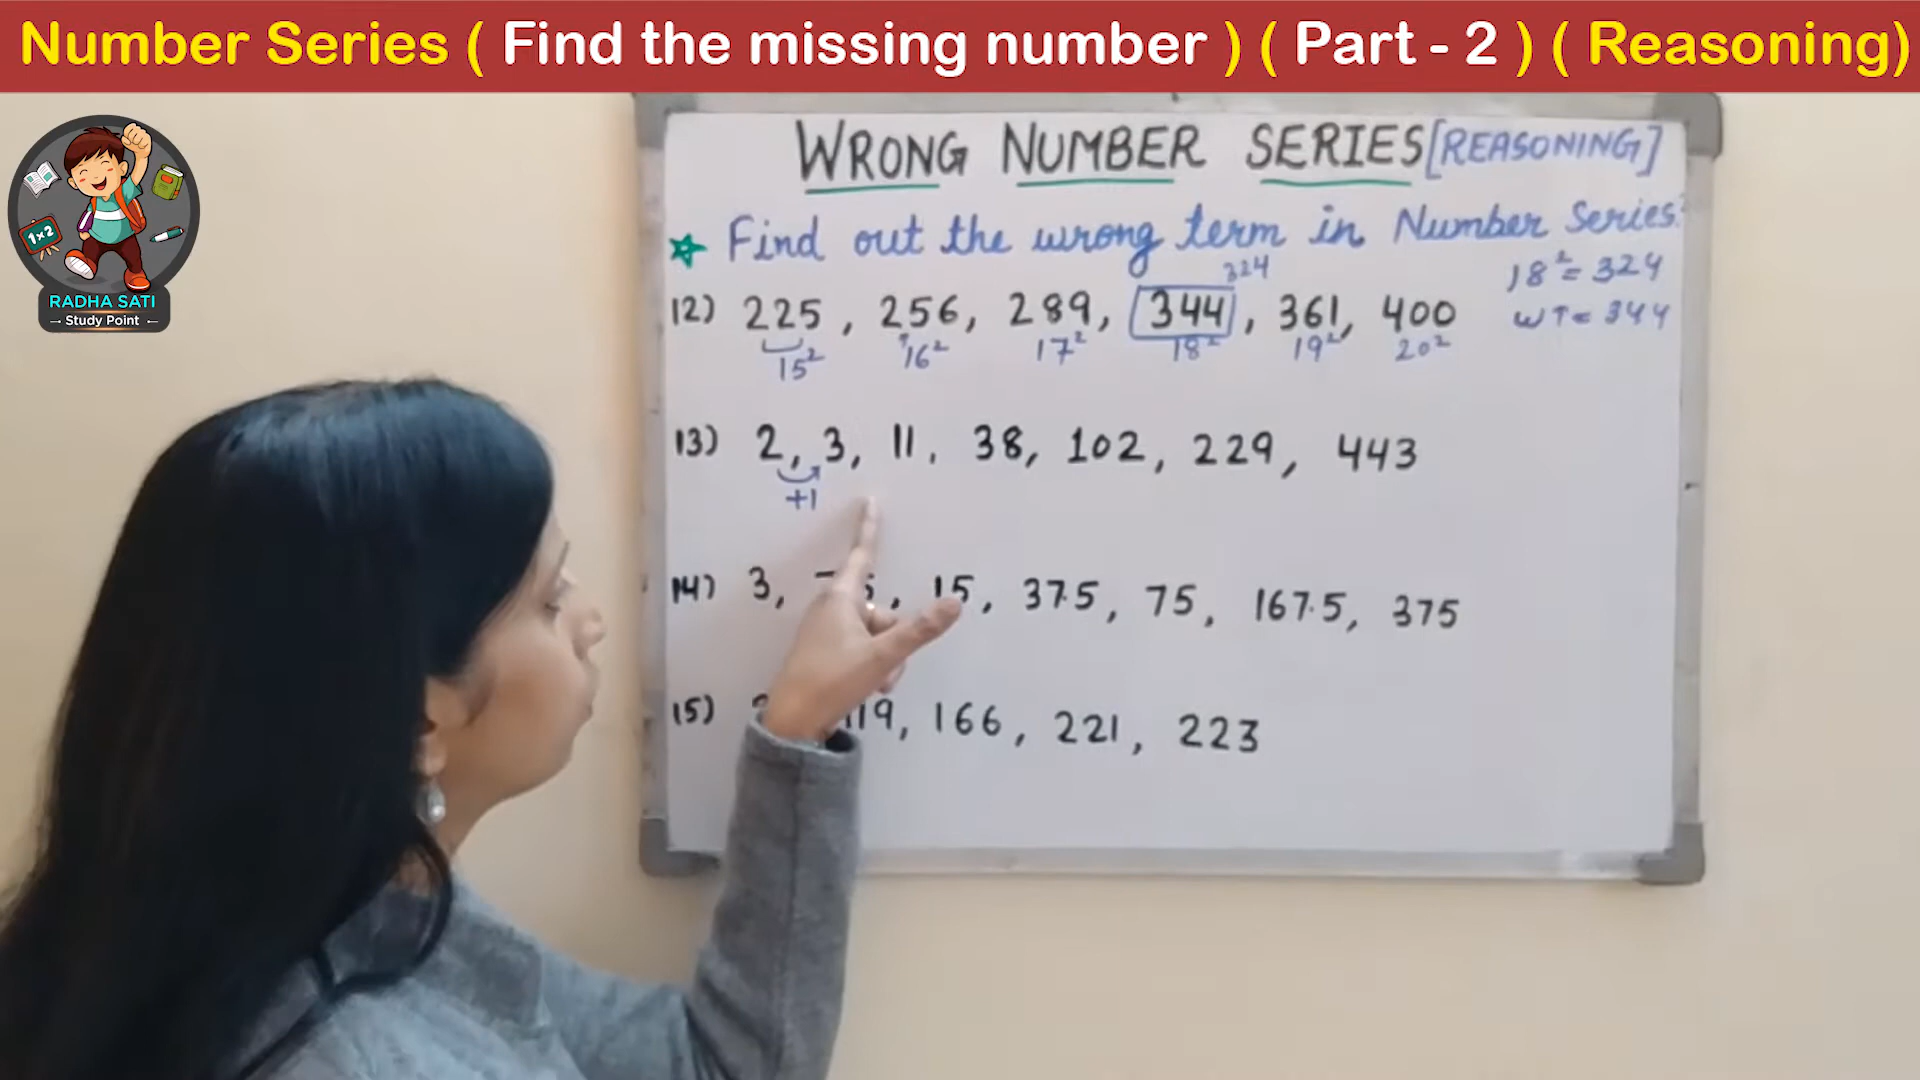 Number Series ( Find the missing number ) ( Part - 2 ) ( Reasoning)
1x2
RADHA SATI
Study Point
WRONG NUMBER SERIES [REASONING]
Find out the wrong term in Number Series:
324
18² = 324
12) 225, 256, 289, 344, 361, 400
WT = 344
15² 16² 17² 18² 19² 20²
13) 2, 3, 11, 38, 102, 229, 443
+1
14) 3, 15, 37.5, 75, 167.5, 375
15) 119, 166, 221, 223